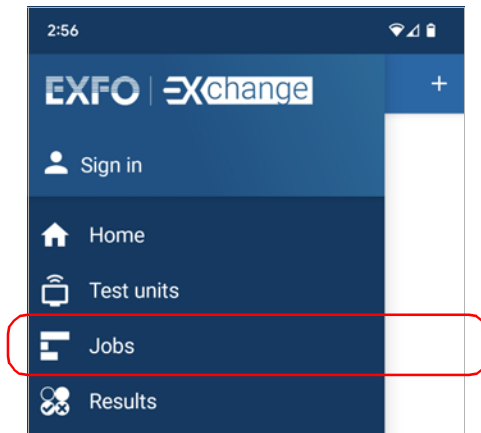 2:56
EXFO | EXchange
+
Sign in
Home
Test units
Jobs
Results